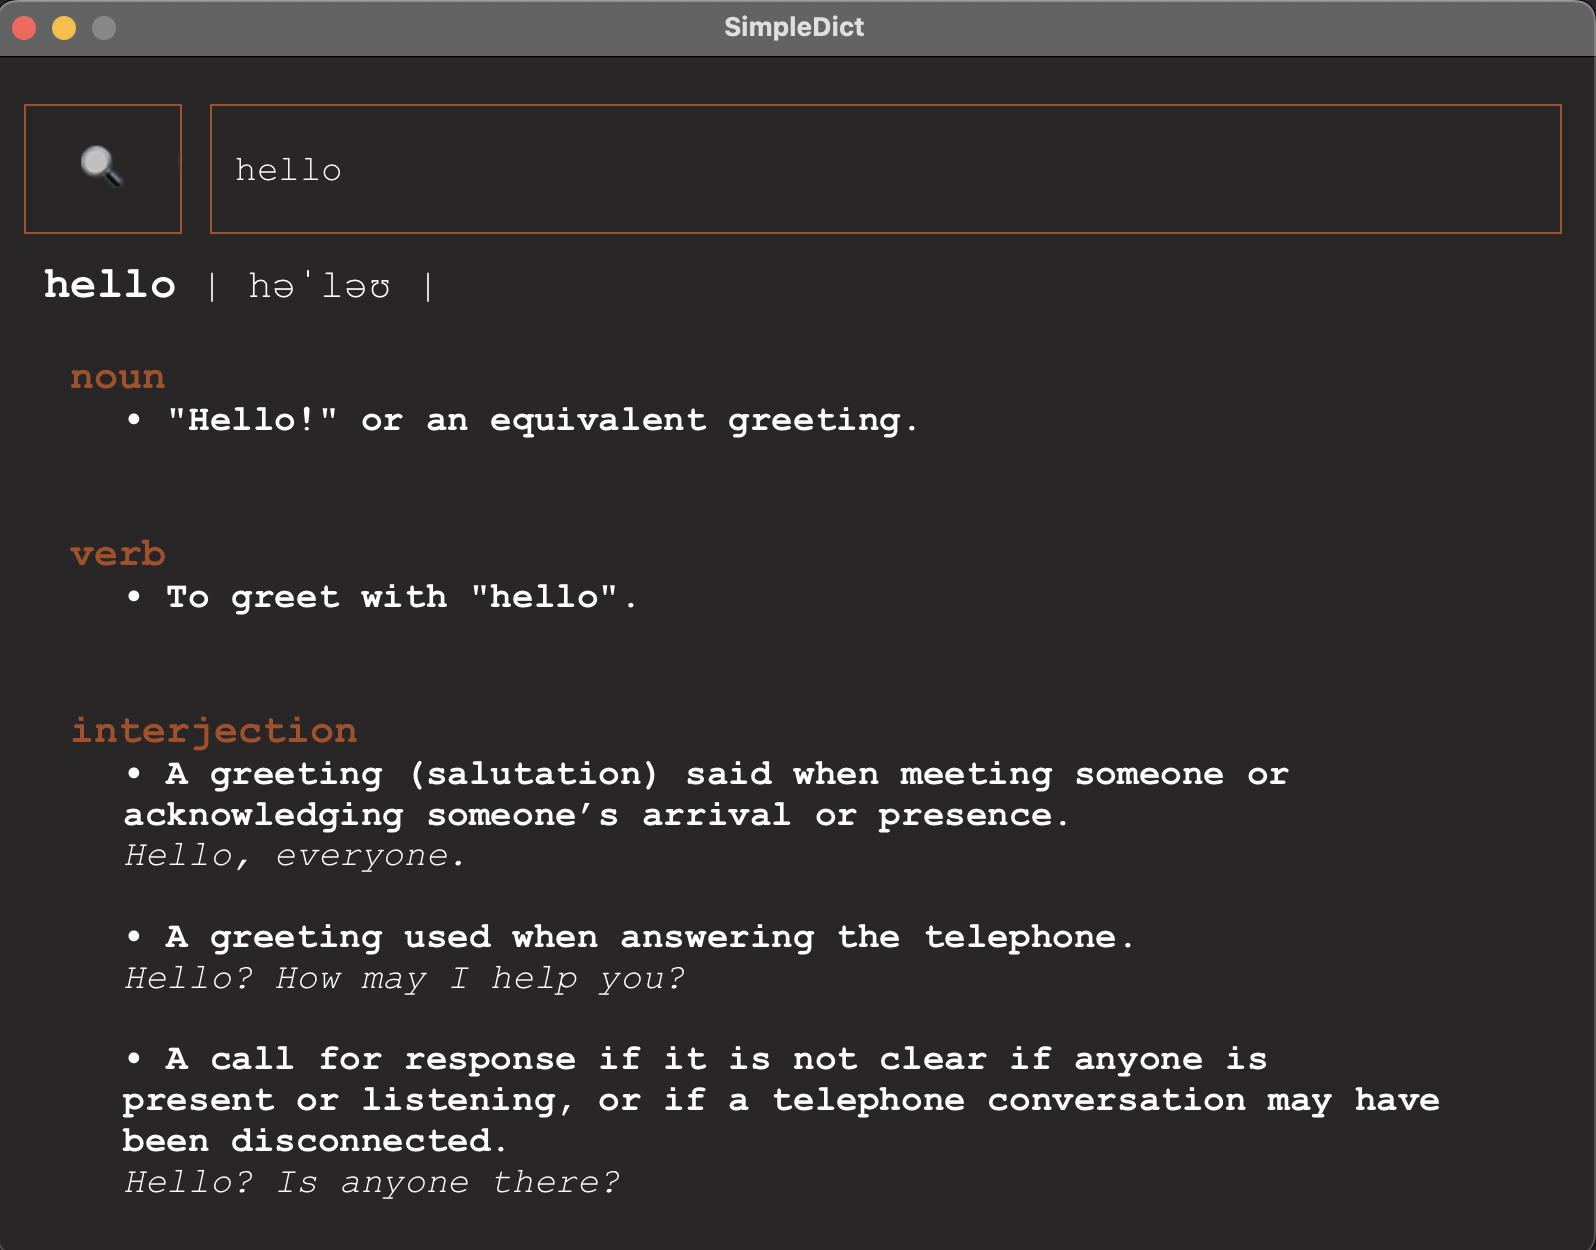 SimpleDict
hello
hello | həˈləʊ |
noun
• "Hello!" or an equivalent greeting.
verb
• To greet with "hello".
interjection
• A greeting (salutation) said when meeting someone or
acknowledging someone’s arrival or presence.
Hello, everyone.
• A greeting used when answering the telephone.
Hello? How may I help you?
• A call for response if it is not clear if anyone is
present or listening, or if a telephone conversation may have
been disconnected.
Hello? Is anyone there?